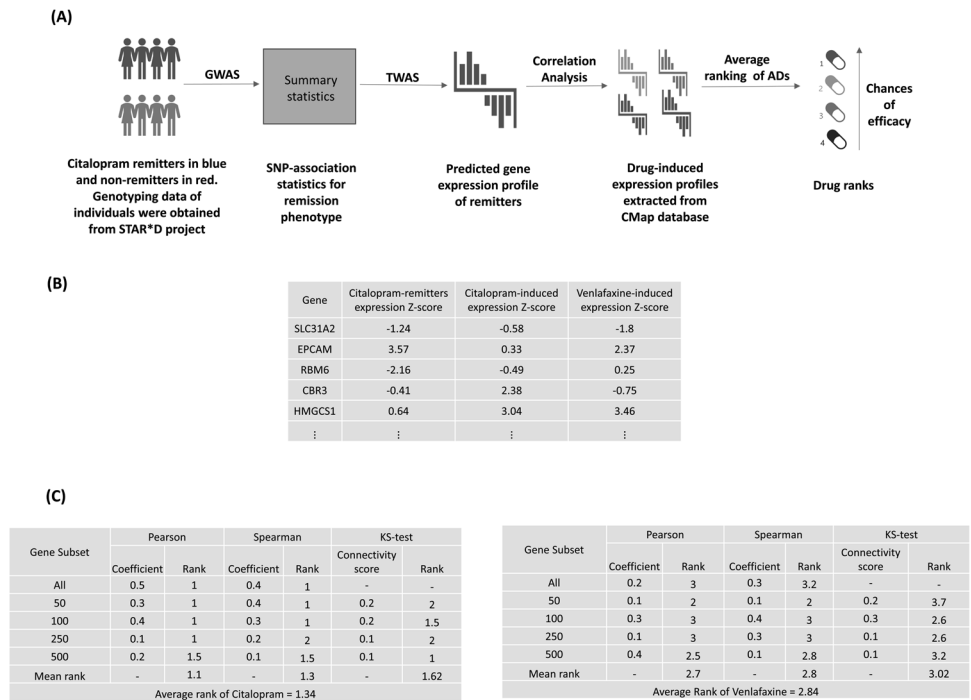 (A)
GWAS
Summary
statistics
TWAS
Correlation
Analysis
Average
ranking of ADs
1
2
3
4
Chances
of
efficacy
Citalopram remitters in blue
and non-remitters in red.
Genotyping data of
individuals were obtained
from STAR*D project
SNP-association
statistics for
remission
phenotype
Predicted gene
expression profile
of remitters
Drug-induced
expression profiles
extracted from
CMap database
Drug ranks
(B)
Gene Citalopram-remitters expression Z-score Citalopram-induced expression Z-score Venlafaxine-induced expression Z-score
SLC31A2 -1.24 -0.58 -1.8
EPCAM 3.57 0.33 2.37
RBM6 -2.16 -0.49 0.25
CBR3 -0.41 2.38 -0.75
HMGCS1 0.64 3.04 3.46
⋮ ⋮ ⋮ ⋮
(C)
Gene Subset Pearson Spearman KS-test
Coefficient Rank Coefficient Rank Connectivity score Rank
All 0.5 1 0.4 1 - -
50 0.3 1 0.4 1 0.2 2
100 0.4 1 0.3 1 0.2 1.5
250 0.1 1 0.2 2 0.1 2
500 0.2 1.5 0.1 1.5 0.1 1
Mean rank - 1.1 - 1.3 - 1.62
Average rank of Citalopram = 1.34
Gene Subset Pearson Spearman KS-test
Coefficient Rank Coefficient Rank Connectivity score Rank
All 0.2 3 0.3 3.2 - -
50 0.1 2 0.1 2 0.2 3.7
100 0.3 3 0.4 3 0.1 2.6
250 0.1 3 0.3 3 0.1 2.6
500 0.4 2.5 0.1 2.8 0.1 3.2
Mean rank - 2.7 - 2.8 - 3.02
Average Rank of Venlafaxine = 2.84